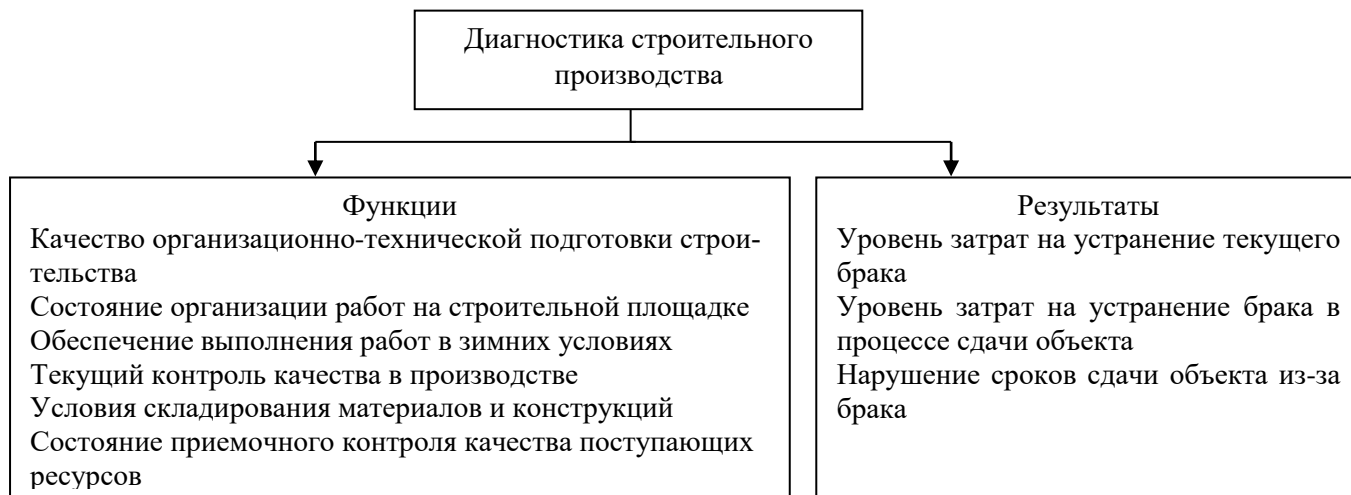 Диагностика строительного
производства
Функции
Качество организационно-технической подготовки строи-
тельства
Состояние организации работ на строительной площадке
Обеспечение выполнения работ в зимних условиях
Текущий контроль качества в производстве
Условия складирования материалов и конструкций
Состояние приемочного контроля качества поступающих
ресурсов
Результаты
Уровень затрат на устранение текущего
брака
Уровень затрат на устранение брака в
процессе сдачи объекта
Нарушение сроков сдачи объекта из-за
брака